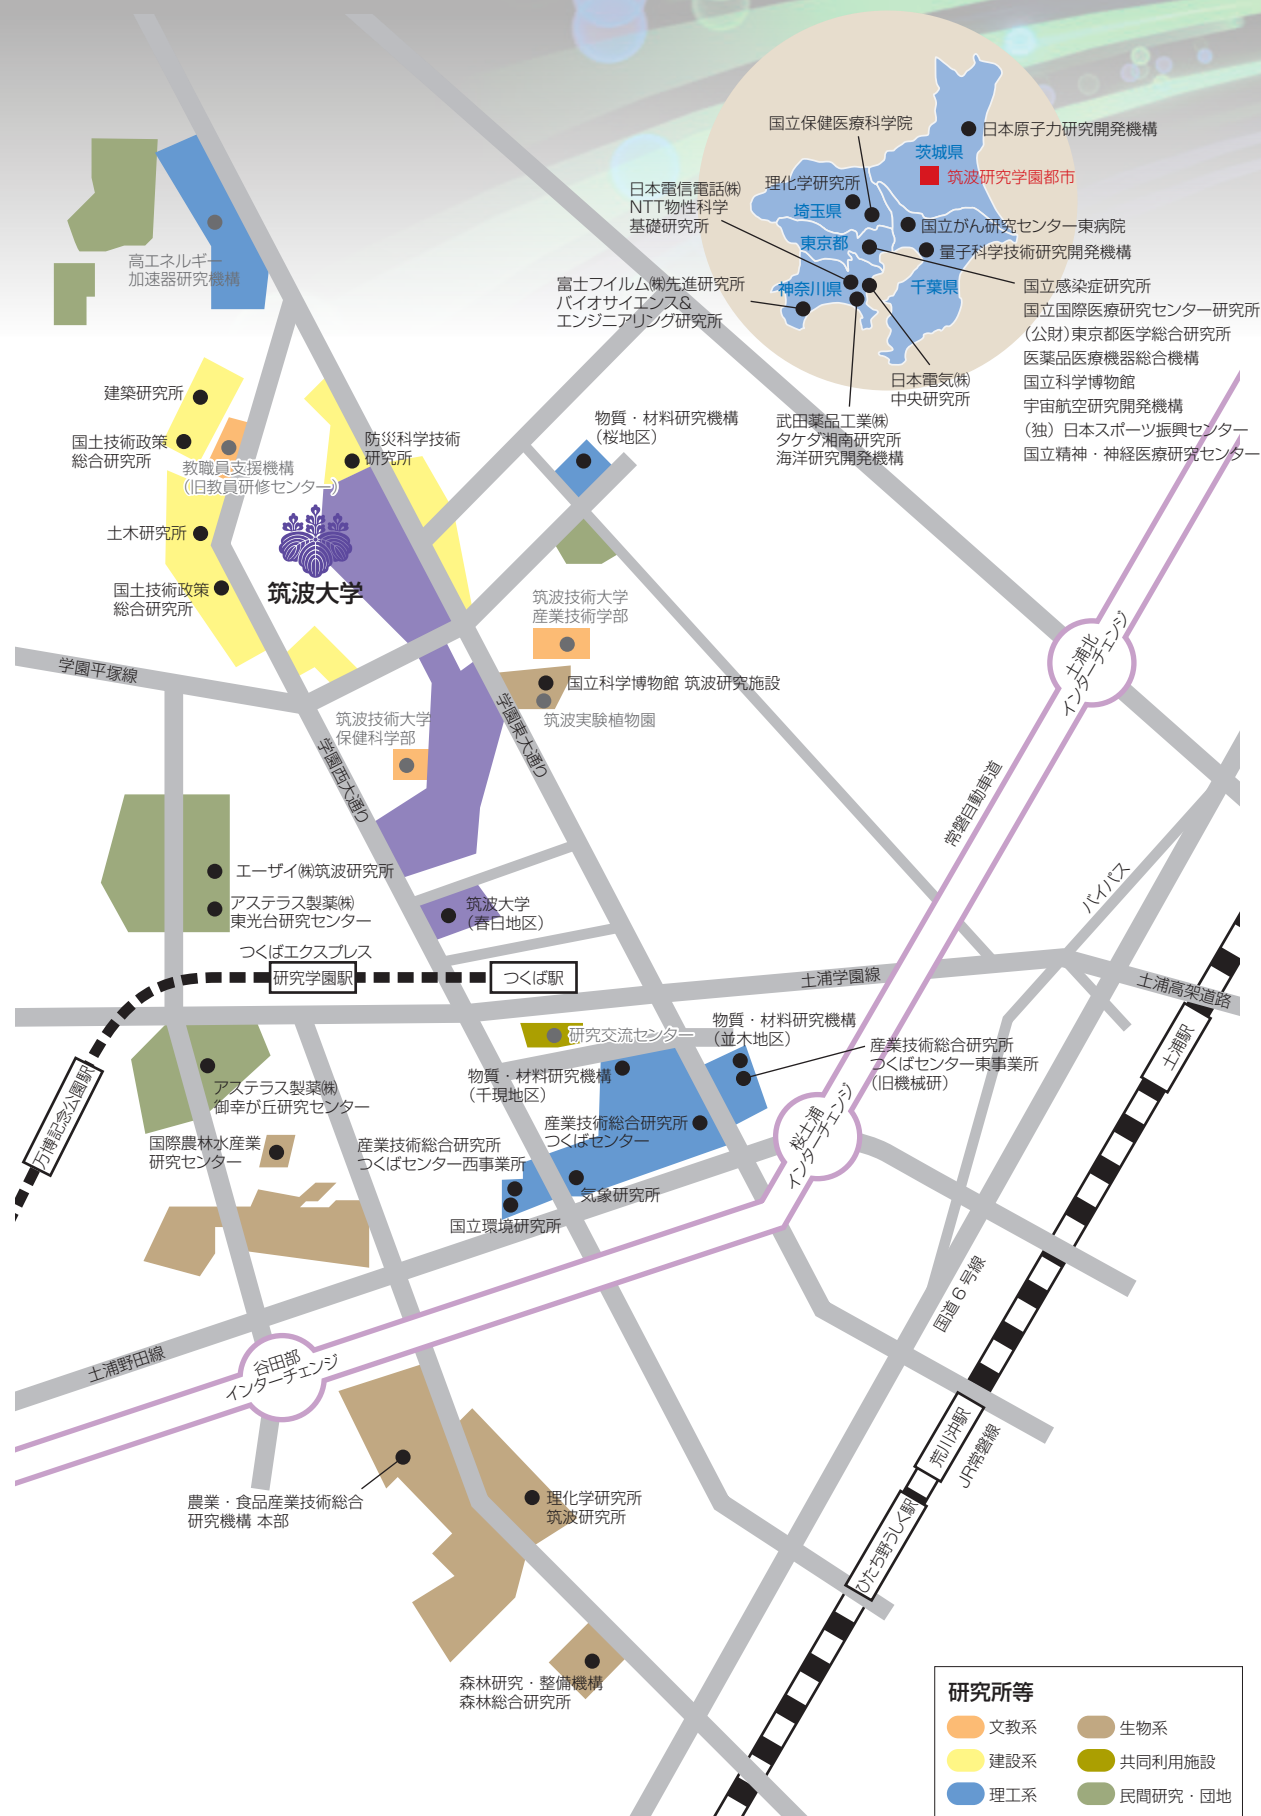 国立保健医療科学院
日本原子力研究開発機構
茨城県
筑波研究学園都市
日本電信電話㈱
NTT物性科学
基礎研究所
理化学研究所
埼玉県
国立がん研究センター東病院
東京都
量子科学技術研究開発機構
富士フイルム㈱先進研究所
バイオサイエンス&
エンジニアリング研究所
神奈川県
千葉県
国立感染症研究所
国立国際医療研究センター研究所
(公財)東京都医学総合研究所
医薬品医療機器総合機構
国立科学博物館
宇宙航空研究開発機構
(独) 日本スポーツ振興センター
国立精神・神経医療研究センター
日本電気㈱
中央研究所
武田薬品工業㈱
タケダ湘南研究所
海洋研究開発機構
高エネルギー
加速器研究機構
建築研究所
国土技術政策
総合研究所
教職員支援機構
(旧教員研修センター)
防災科学技術
研究所
物質・材料研究機構
(桜地区)
土木研究所
筑波大学
国土技術政策
総合研究所
筑波技術大学
産業技術学部
学園平塚線
国立科学博物館 筑波研究施設
筑波実験植物園
筑波技術大学
保健科学部
学園西大通り
学園東大通り
土浦北
インターチェンジ
常磐自動車道
バイパス
エーザイ㈱筑波研究所
アステラス製薬㈱
東光台研究センター
筑波大学
(春日地区)
つくばエクスプレス
研究学園駅
つくば駅
土浦学園線
土浦高架道路
土浦駅
研究交流センター
物質・材料研究機構
(並木地区)
産業技術総合研究所
つくばセンター東事業所
(旧機械研)
物質・材料研究機構
(千現地区)
アステラス製薬㈱
御幸が丘研究センター
万博記念公園駅
産業技術総合研究所
つくばセンター
桜土浦
インターチェンジ
国際農林水産業
研究センター
産業技術総合研究所
つくばセンター西事業所
気象研究所
国立環境研究所
国道6号線
土浦野田線
谷田部
インターチェンジ
荒川沖駅
JR常磐線
農業・食品産業技術総合
研究機構 本部
理化学研究所
筑波研究所
ひたち野うしく駅
森林研究・整備機構
森林総合研究所
研究所等
文教系
生物系
建設系
共同利用施設
理工系
民間研究・団地